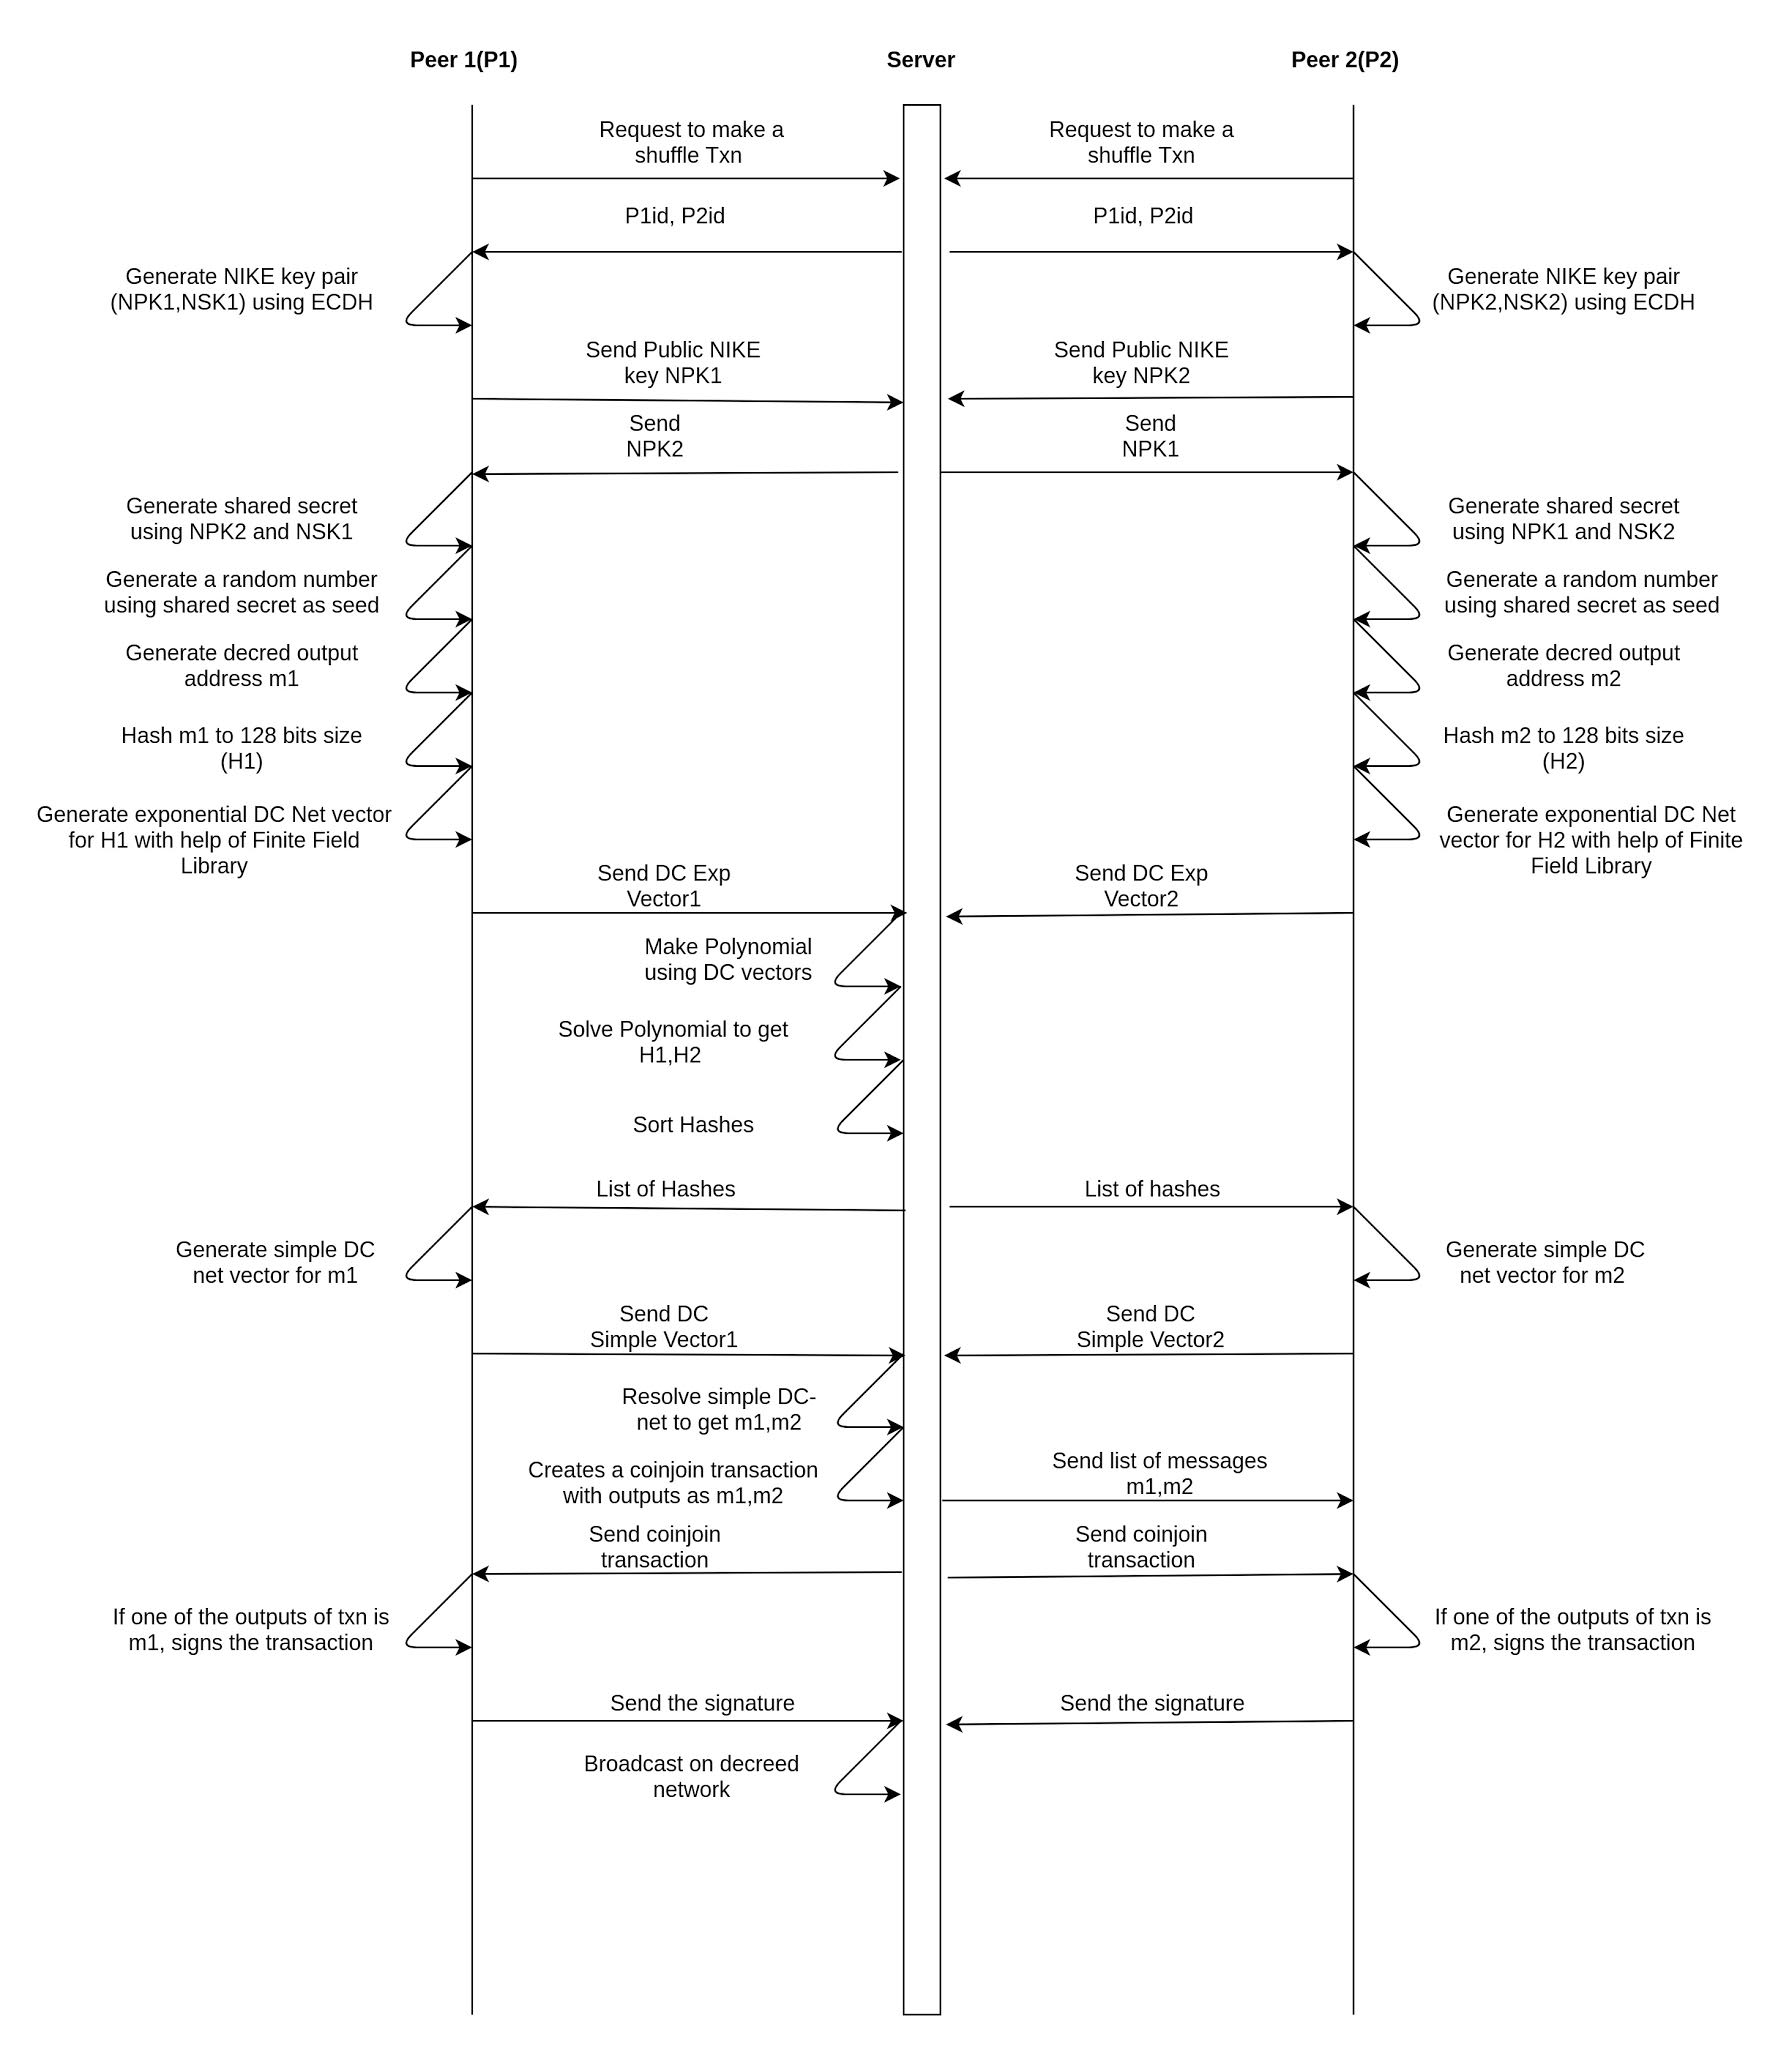 Peer 1(P1)
Server
Peer 2(P2)
Request to make a
shuffle Txn
Request to make a
shuffle Txn
P1id, P2id
P1id, P2id
Generate NIKE key pair
(NPK1,NSK1) using ECDH
Generate NIKE key pair
(NPK2,NSK2) using ECDH
Send Public NIKE
key NPK1
Send Public NIKE
key NPK2
Send
NPK2
Send
NPK1
Generate shared secret
using NPK2 and NSK1
Generate shared secret
using NPK1 and NSK2
Generate a random number
using shared secret as seed
Generate a random number
using shared secret as seed
Generate decred output
address m1
Generate decred output
address m2
Hash m1 to 128 bits size
(H1)
Hash m2 to 128 bits size
(H2)
Generate exponential DC Net vector
for H1 with help of Finite Field
Library
Generate exponential DC Net
vector for H2 with help of Finite
Field Library
Send DC Exp
Vector1
Send DC Exp
Vector2
Make Polynomial
using DC vectors
Solve Polynomial to get
H1,H2
Sort Hashes
List of Hashes
List of hashes
Generate simple DC
net vector for m1
Generate simple DC
net vector for m2
Send DC
Simple Vector1
Send DC
Simple Vector2
Resolve simple DC-
net to get m1,m2
Creates a coinjoin transaction
with outputs as m1,m2
Send list of messages
m1,m2
Send coinjoin
transaction
Send coinjoin
transaction
If one of the outputs of txn is
m1, signs the transaction
If one of the outputs of txn is
m2, signs the transaction
Send the signature
Send the signature
Broadcast on decreed
network